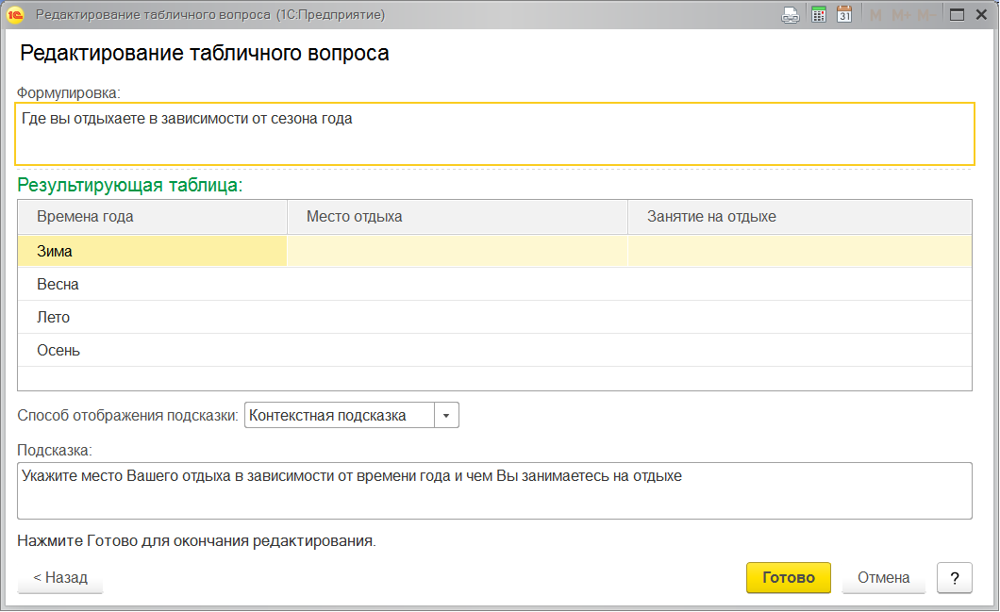 Редактирование табличного вопроса (1С:Предприятие)
31 M M+ M-
Редактирование табличного вопроса
Формулировка:
Где вы отдыхаете в зависимости от сезона года
Результирующая таблица:
Времена года Место отдыха Занятие на отдыхе
Зима
Весна
Лето
Осень
Способ отображения подсказки: Контекстная подсказка
Подсказка:
Укажите место Вашего отдыха в зависимости от времени года и чем Вы занимаетесь на отдыхе
Нажмите Готово для окончания редактирования.
< Назад Готово Отмена ?